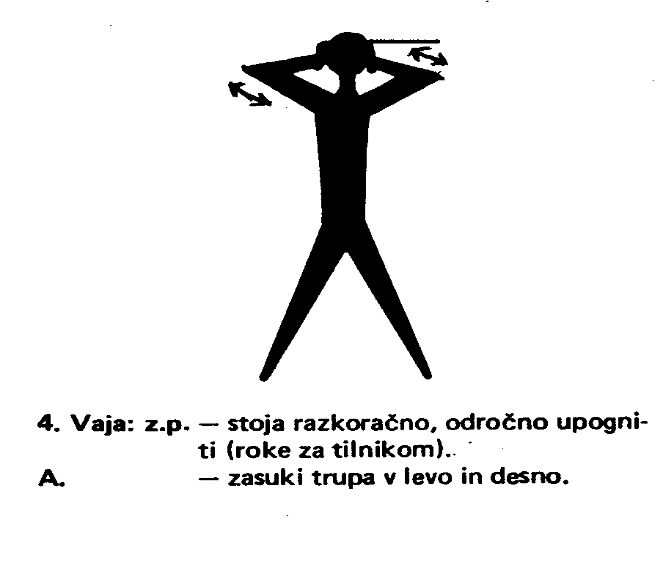 4. Vaja: z.p. — stoja razkoračno, odročno upogni-
ti (roke za tilnikom).
A. — zasuki trupa v levo in desno.